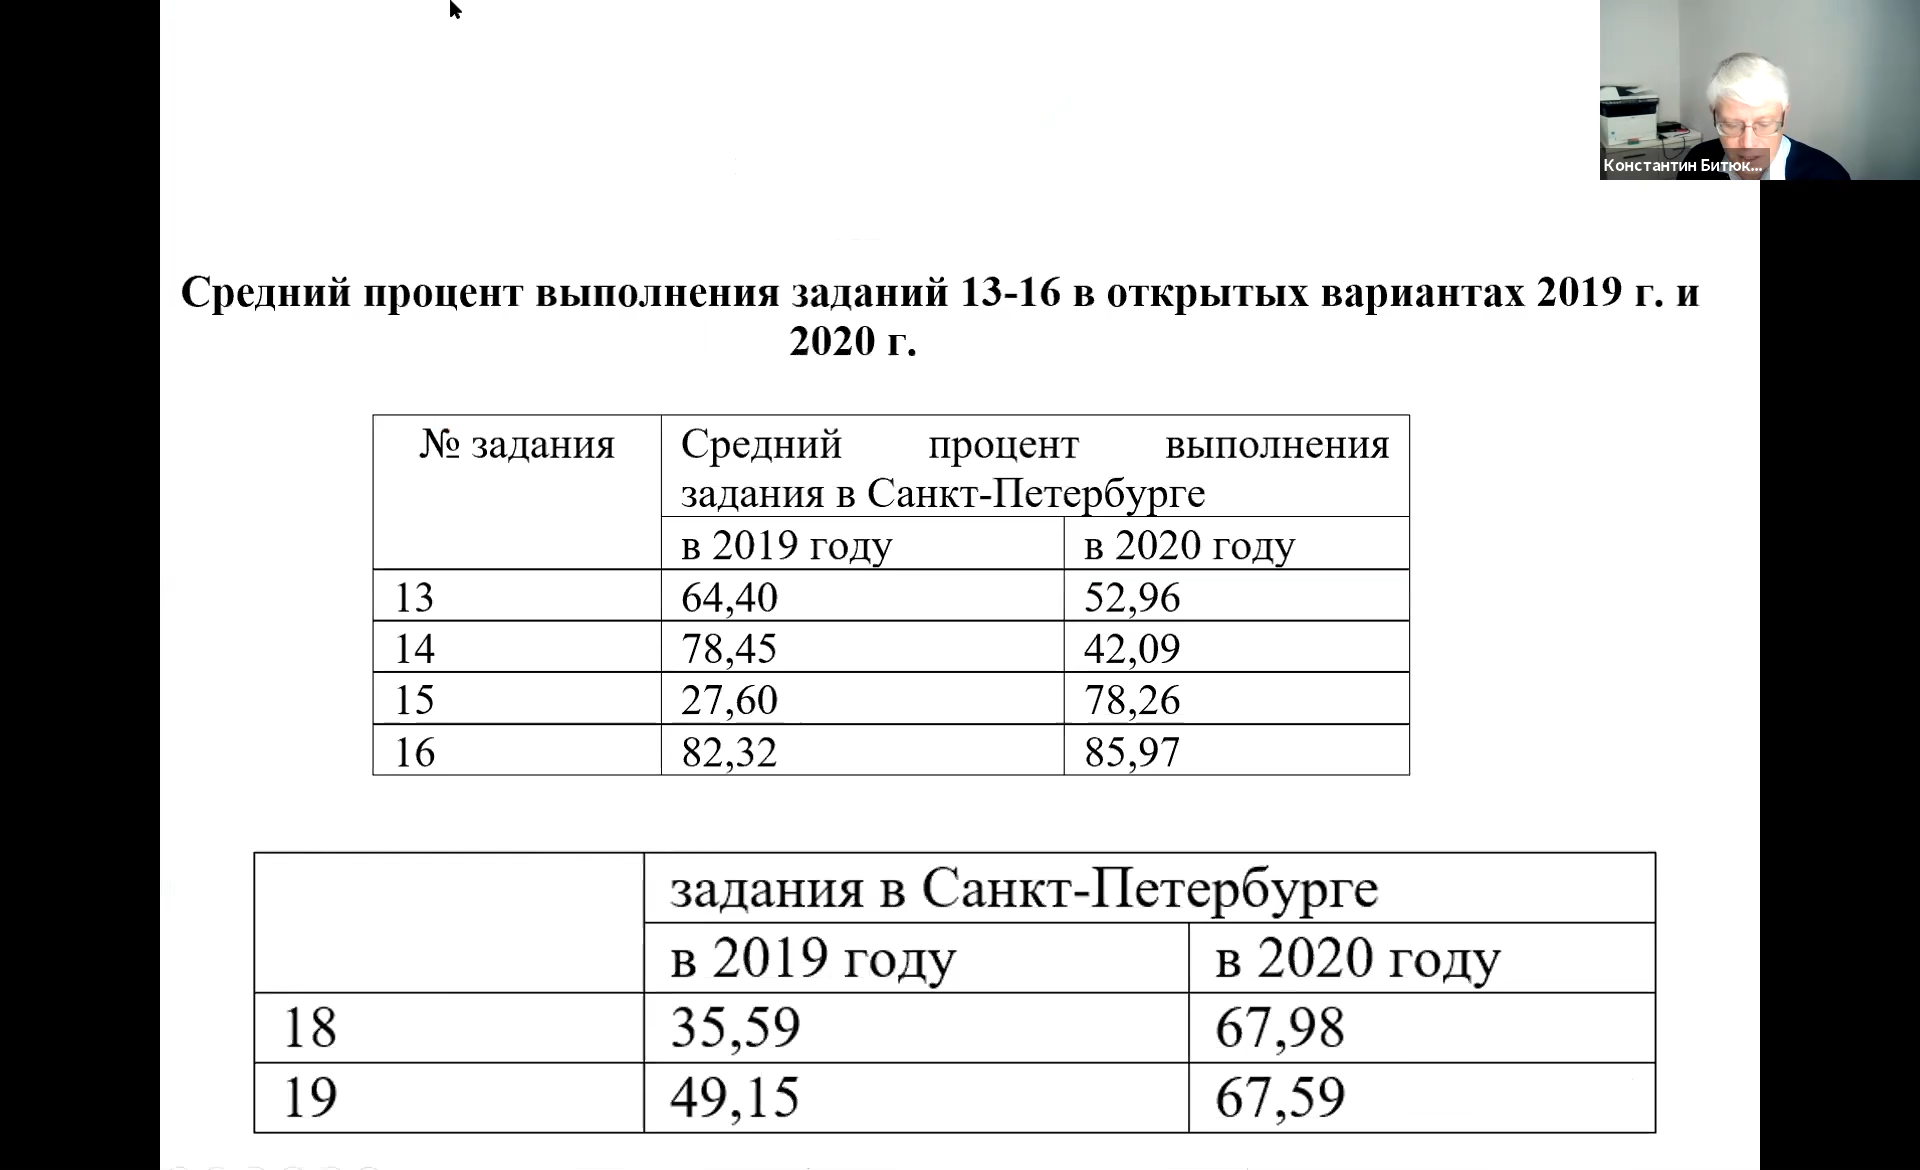 Константин Битюк...
Средний процент выполнения заданий 13-16 в открытых вариантах 2019 г. и
2020 г.
№ задания
Средний процент выполнения
задания в Санкт-Петербурге
в 2019 году
в 2020 году
13 64,40 52,96
14 78,45 42,09
15 27,60 78,26
16 82,32 85,97
задания в Санкт-Петербурге
в 2019 году
в 2020 году
18 35,59 67,98
19 49,15 67,59